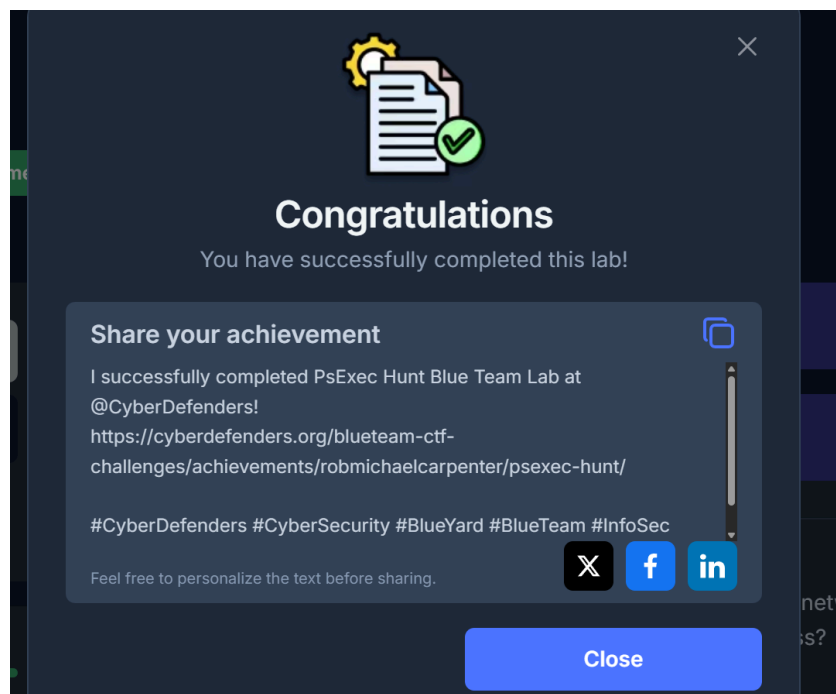 Congratulations
You have successfully completed this lab!
Share your achievement
I successfully completed PsExec Hunt Blue Team Lab at
@CyberDefenders!
https://cyberdefenders.org/blueteam-ctf-
challenges/achievements/robmichaelcarpenter/psexec-hunt/
#CyberDefenders #CyberSecurity #BlueYard #BlueTeam #InfoSec
Feel free to personalize the text before sharing.
X
f
in
Close